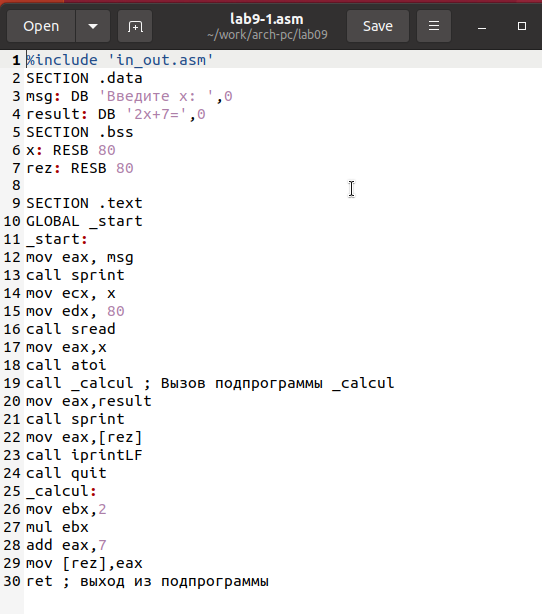 Open
lab9-1.asm
~/work/arch-pc/lab09
Save
1 %include 'in_out.asm'
2 SECTION .data
3 msg: DB 'Введите x: ',0
4 result: DB '2x+7=',0
5 SECTION .bss
6 x: RESB 80
7 rez: RESB 80
8
9 SECTION .text
10 GLOBAL _start
11 _start:
12 mov eax, msg
13 call sprint
14 mov ecx, x
15 mov edx, 80
16 call sread
17 mov eax,x
18 call atoi
19 call _calcul ; Вызов подпрограммы _calcul
20 mov eax,result
21 call sprint
22 mov eax,[rez]
23 call iprintLF
24 call quit
25 _calcul:
26 mov ebx,2
27 mul ebx
28 add eax,7
29 mov [rez],eax
30 ret ; выход из подпрограммы